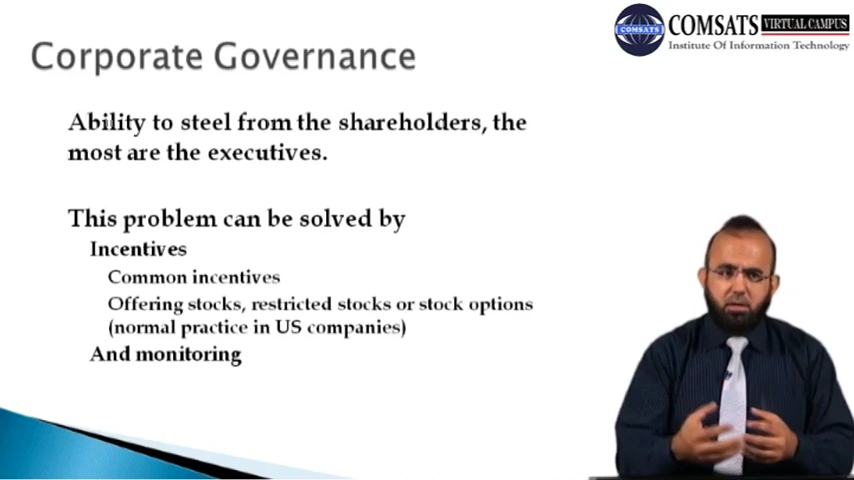 COMSATS VIRTUAL CAMPUS
COMSATS
Institute Of Information Technology
Corporate Governance
Ability to steel from the shareholders, the
most are the executives.
This problem can be solved by
Incentives
Common incentives
Offering stocks, restricted stocks or stock options
(normal practice in US companies)
And monitoring